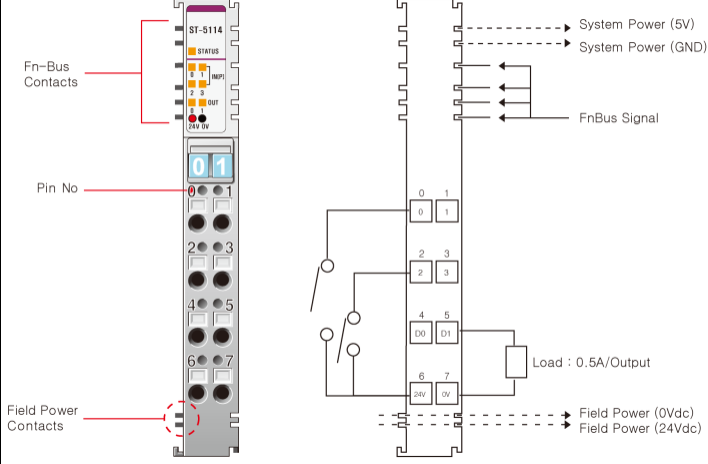 ST-5114
STATUS
0 1
IN(P)
2 3
OUT
0 1
24V 0V
Fn-Bus
Contacts
01
Pin No
0 1
2 3
4 5
6 7
Field Power
Contacts
System Power (5V)
System Power (GND)
FnBus Signal
0 1
0 1
2 3
2 3
4 5
D0 D1
Load : 0.5A/Output
6 7
24V 0V
Field Power (0Vdc)
Field Power (24Vdc)